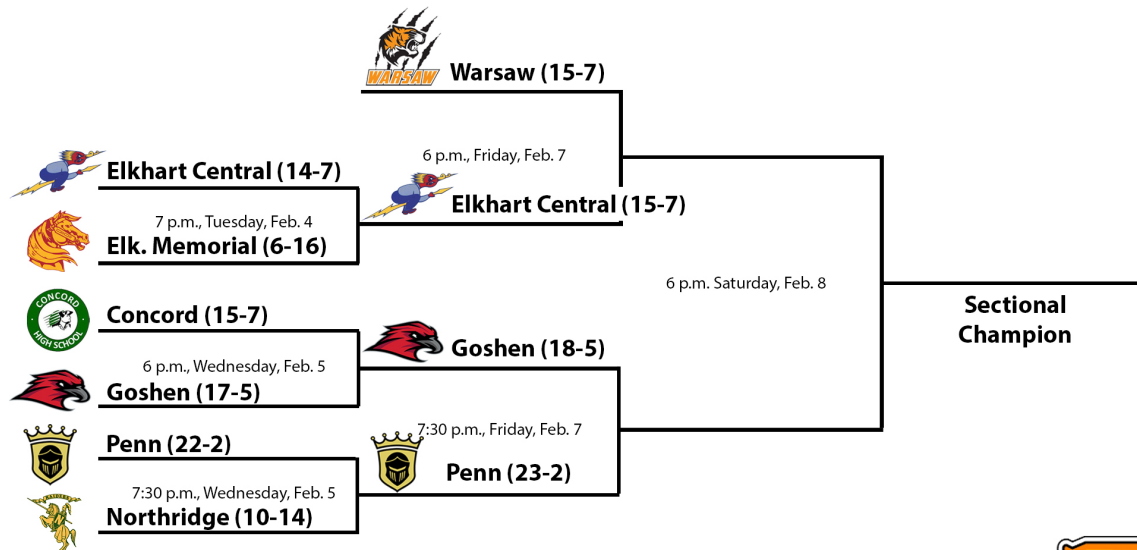 WARSAW
Warsaw (15-7)
6 p.m., Friday, Feb. 7
Elkhart Central (14-7)
7 p.m., Tuesday, Feb. 4
Elk. Memorial (6-16)
Elkhart Central (15-7)
6 p.m. Saturday, Feb. 8
Sectional
Champion
CONCORD
HIGH SCHOOL
Concord (15-7)
6 p.m., Wednesday, Feb. 5
Goshen (17-5)
Goshen (18-5)
7:30 p.m., Friday, Feb. 7
Penn (23-2)
Penn (22-2)
7:30 p.m., Wednesday, Feb. 5
RAIDERS
Northridge (10-14)